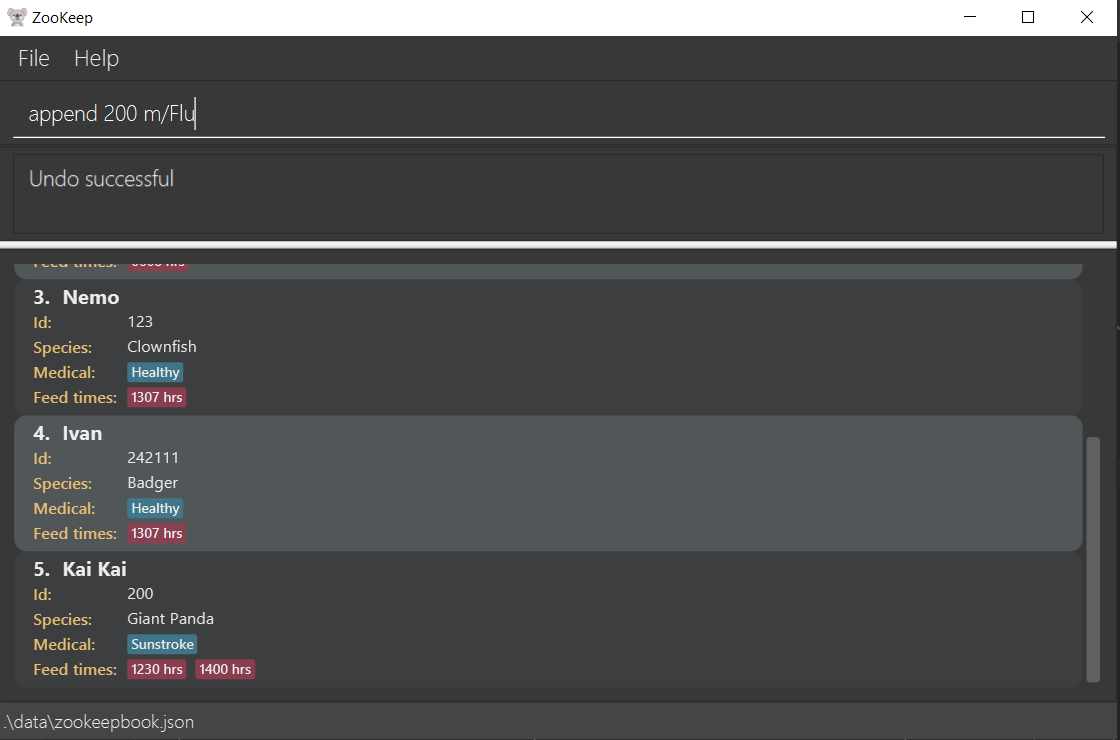 ZooKeep
File Help
append 200 m/Flu
Undo successful
Feed times:
3. Nemo
Id: 123
Species: Clownfish
Medical: Healthy
Feed times: 1307 hrs
4. Ivan
Id: 242111
Species: Badger
Medical: Healthy
Feed times: 1307 hrs
5. Kai Kai
Id: 200
Species: Giant Panda
Medical: Sunstroke
Feed times: 1230 hrs 1400 hrs
.\data\zookeepbook.json